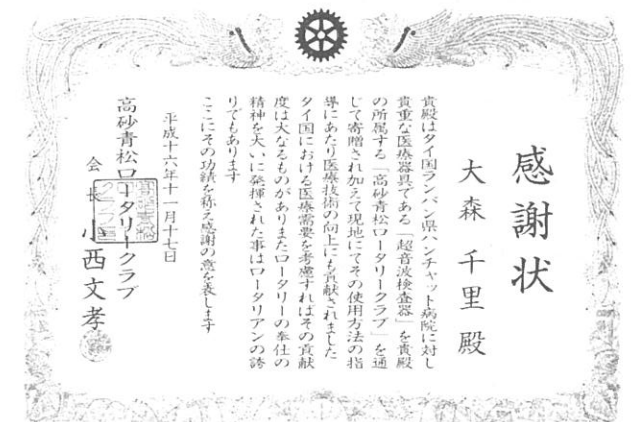 感謝状
大森 千里 殿
貴殿はタイ国ランパン県ハンチャット病院に対し
貴重な医療器具である「超音波検査器」を貴殿
の所属する「高砂青松ロータリークラブ」を通
じて寄贈され加えて現地にてその使用方法の指
導にあたり医療技術の向上にも貢献されました
タイ国における医療需要を考慮すればその貢献
度は大なるものがありまたロータリーの奉仕の
精神を大いに発揮された事はロータリアンの誇
りでもあります
ここにその功績を称え感謝の意を表します
平成十六年十一月十七日
高砂青松ロータリークラブ
会長 小西文孝